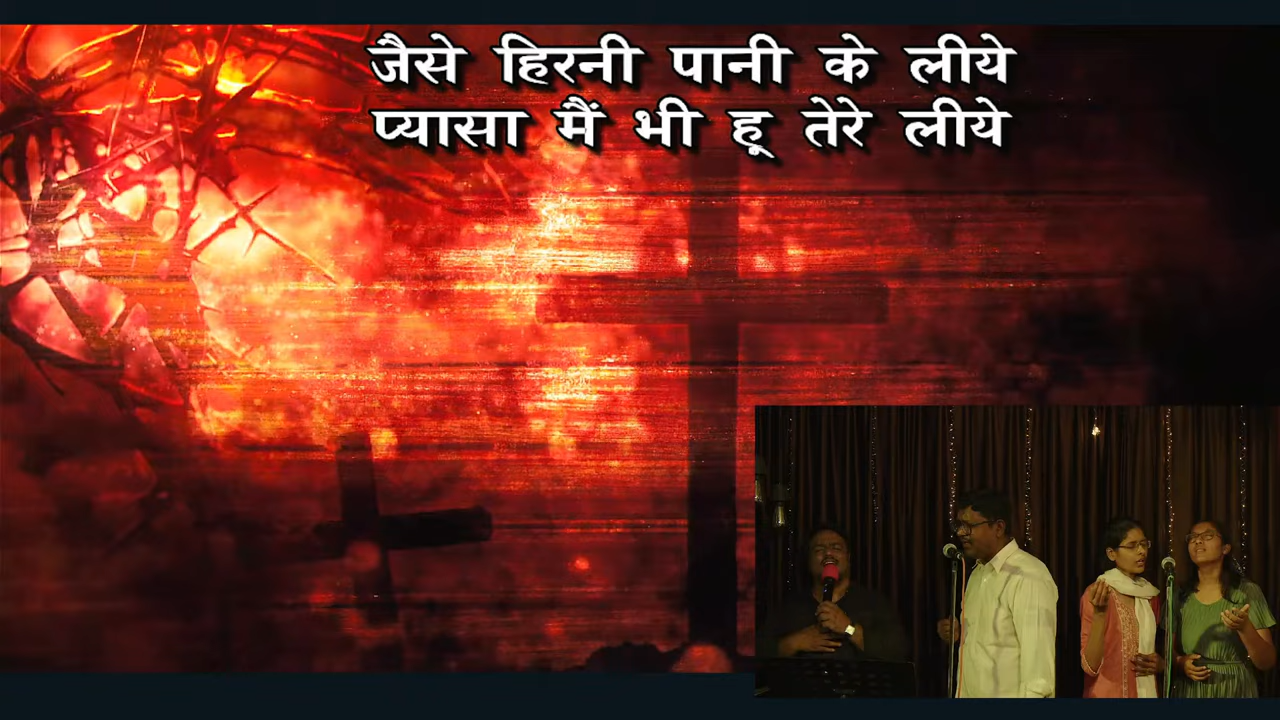 जैसे हिरनी पानी के लीये
प्यासा मैं भी हू तेरे लीये